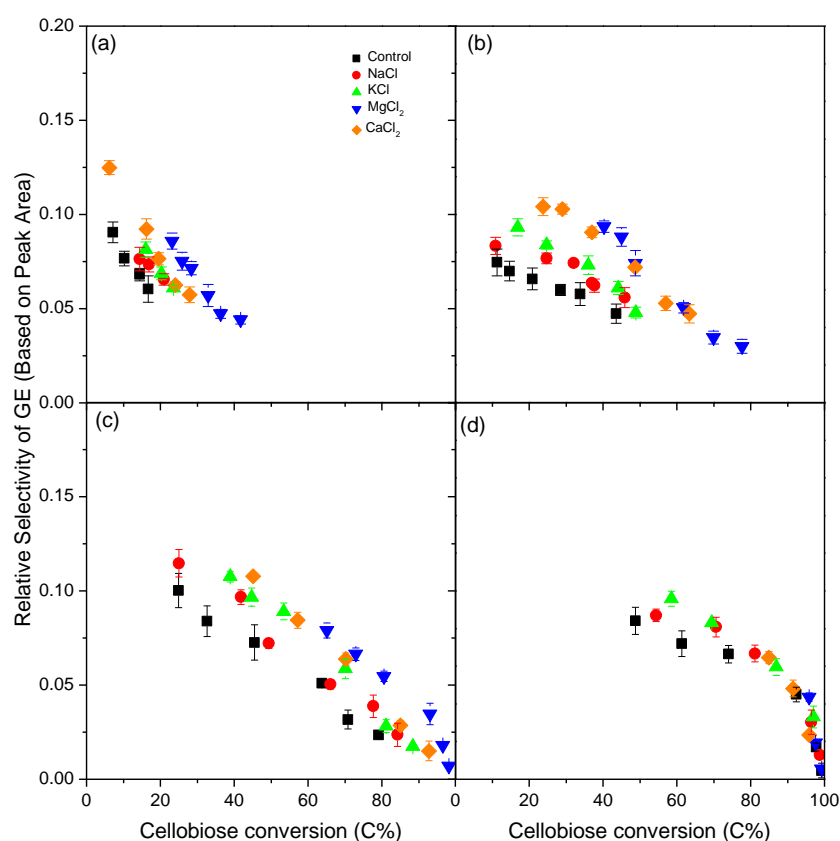 0.20
(a)
(b)
Control
NaCl
KCl
MgCl₂
CaCl₂
0.15
0.10
0.05
0.00
Relative Selectivity of GE (Based on Peak Area)
(c)
(d)
0.15
0.10
0.05
0.00
0 20 40 60 80 0 20 40 60 80 100
Cellobiose conversion (C%) Cellobiose conversion (C%)